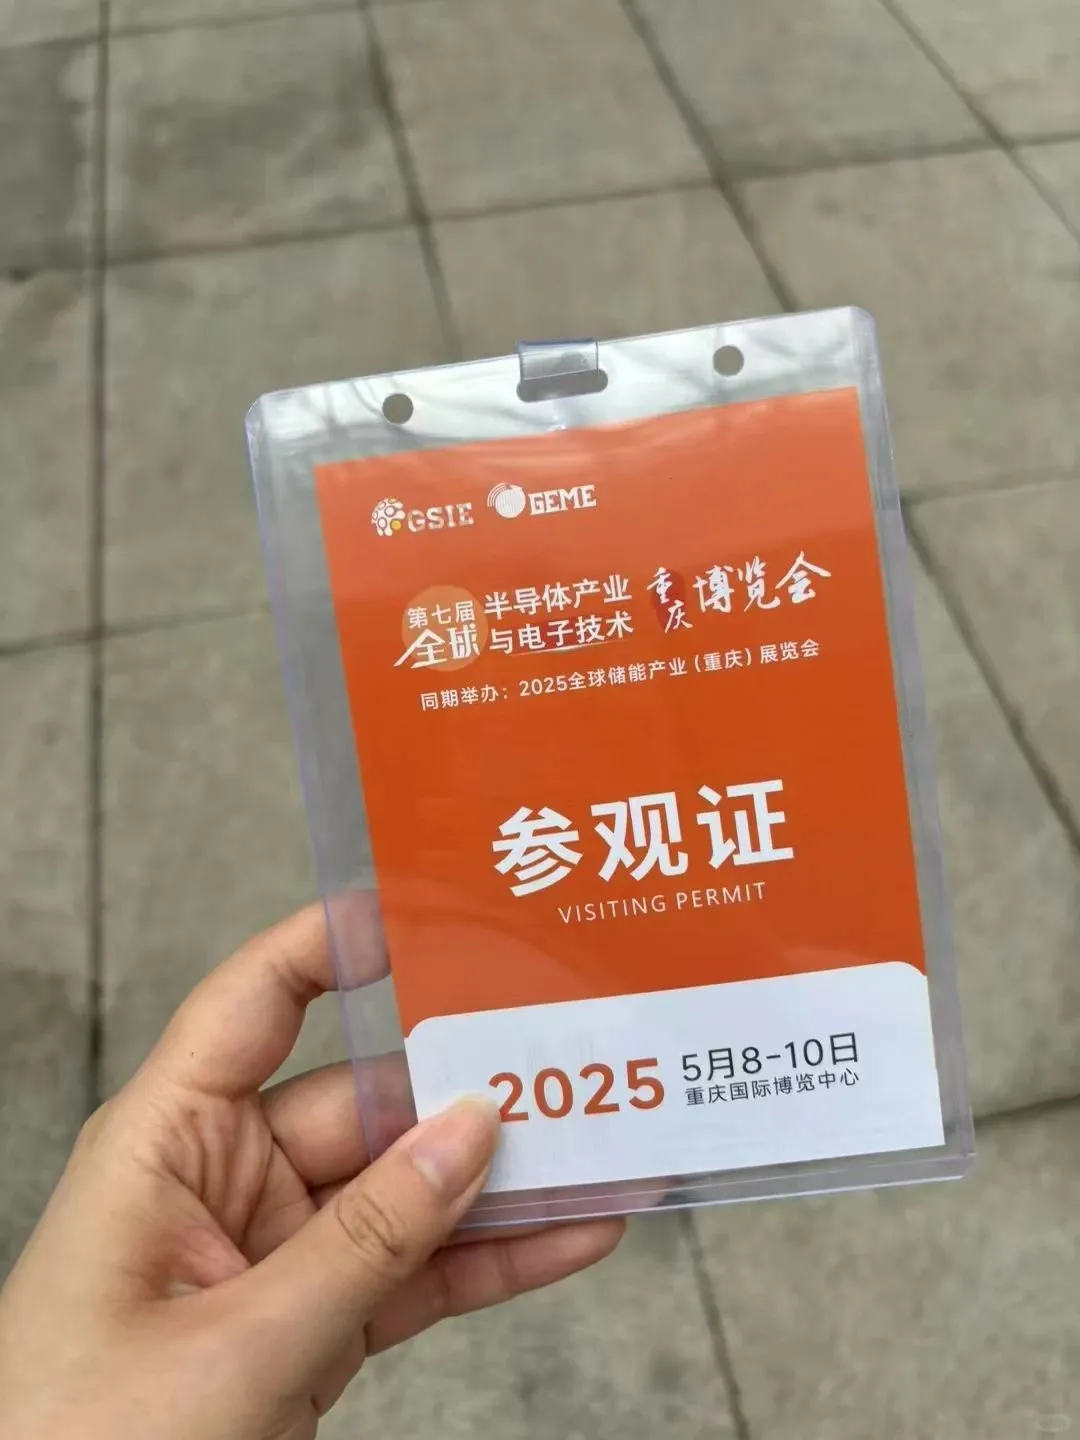 GSIE GEME
第七届 半导体产业 重庆 博览会
全球 与电子技术
同期举办：2025全球储能产业（重庆）展览会
参观证
VISITING PERMIT
2025 5月8-10日
重庆国际博览中心